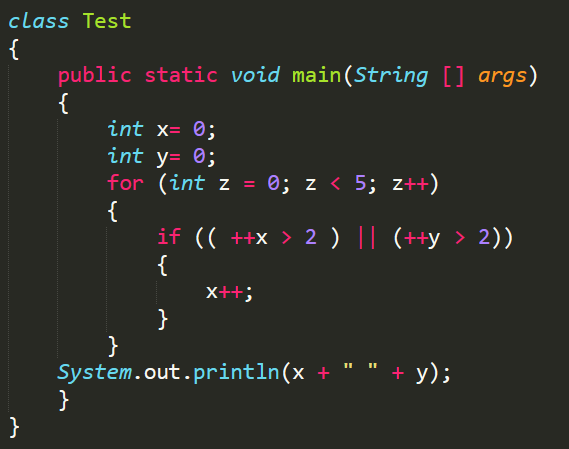 class Test
{
    public static void main(String [] args)
    {
        int x= 0;
        int y= 0;
        for (int z = 0; z < 5; z++)
        {
            if (( ++x > 2 ) || (++y > 2))
            {
                x++;
            }
        }
    System.out.println(x + " " + y);
    }
}